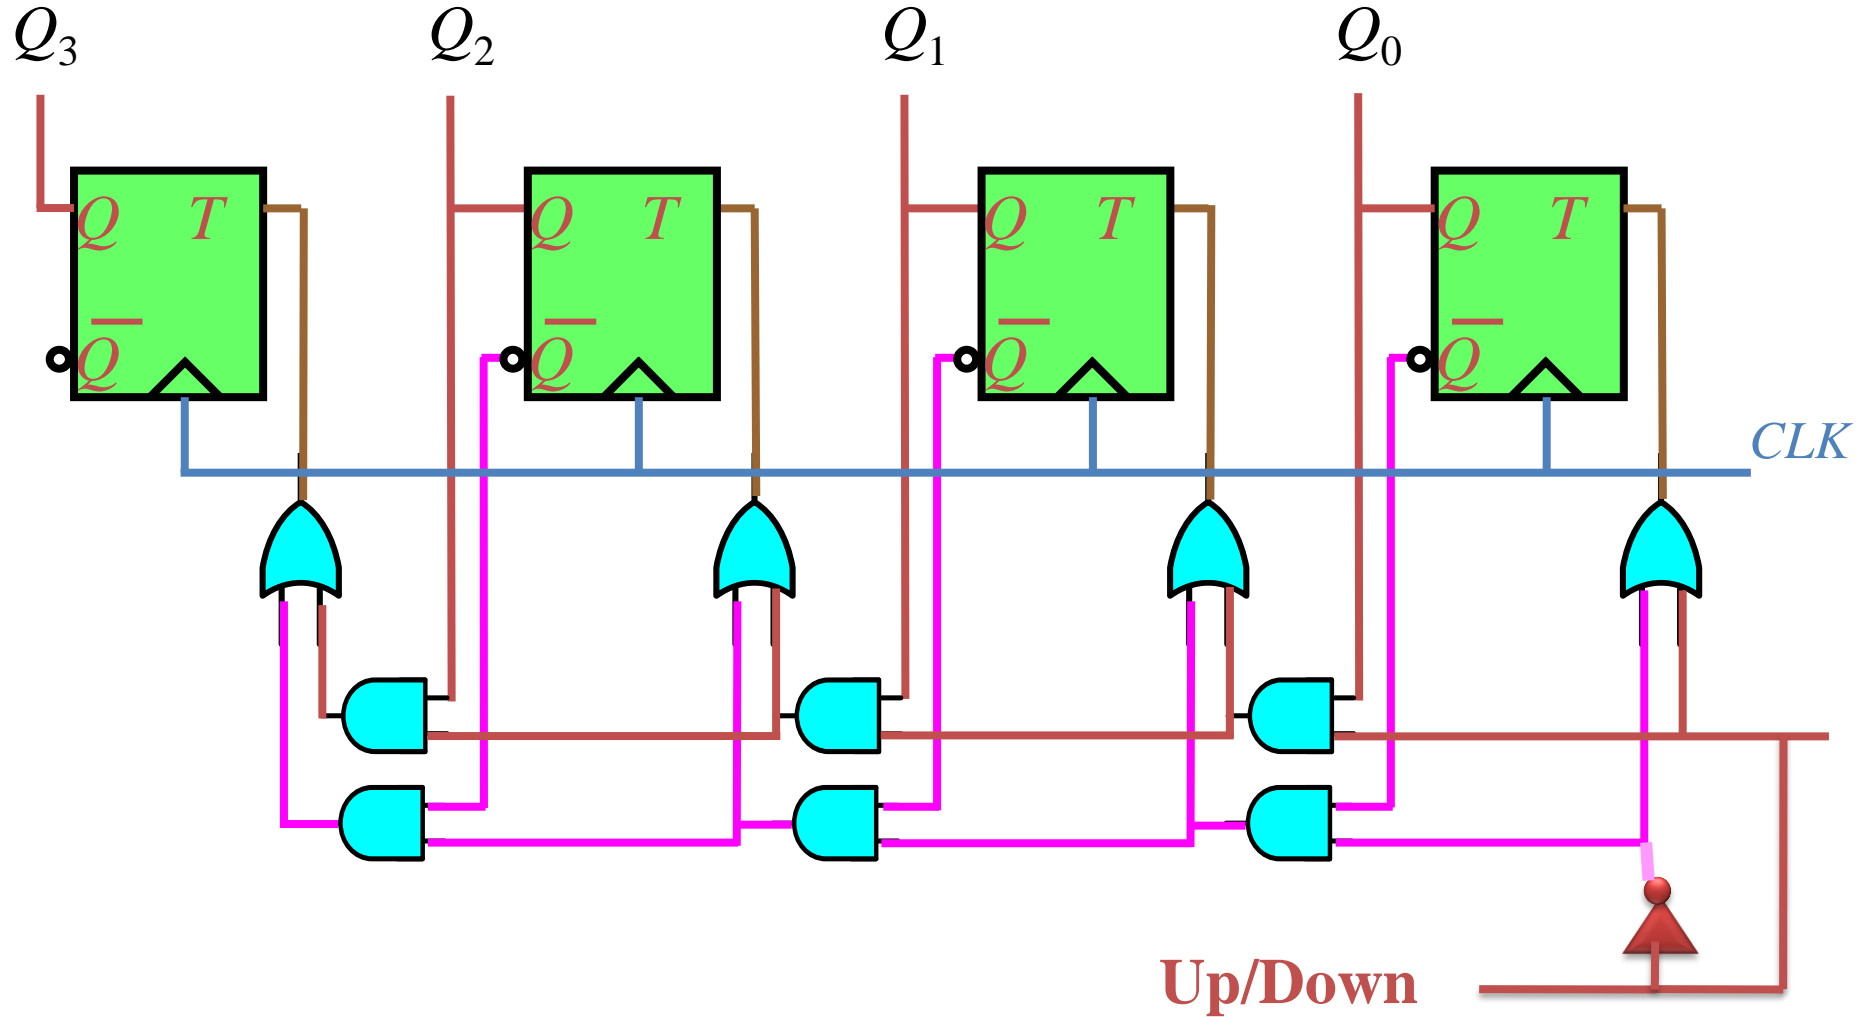 Q3 Q2 Q1 Q0
Q T Q T Q T Q T
Q̅ Q̅ Q̅ Q̅
CLK
Up/Down